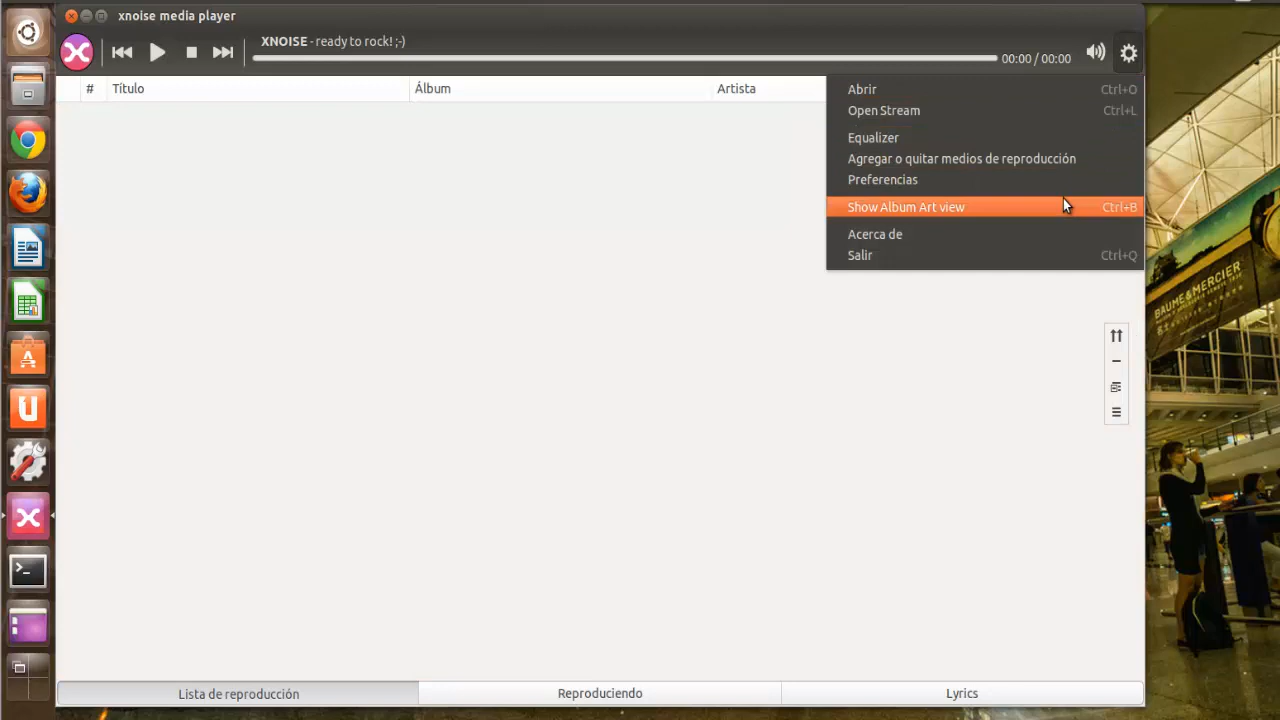 xnoise media player
XNOISE - ready to rock! ;-)
00:00 / 00:00
# Título Álbum Artista
Abrir Ctrl+O
Open Stream Ctrl+L
Equalizer
Agregar o quitar medios de reproducción
Preferencias
Show Album Art view Ctrl+B
Acerca de
Salir Ctrl+Q
BAUME & MERCIER
Lista de reproducción Reproduciendo Lyrics